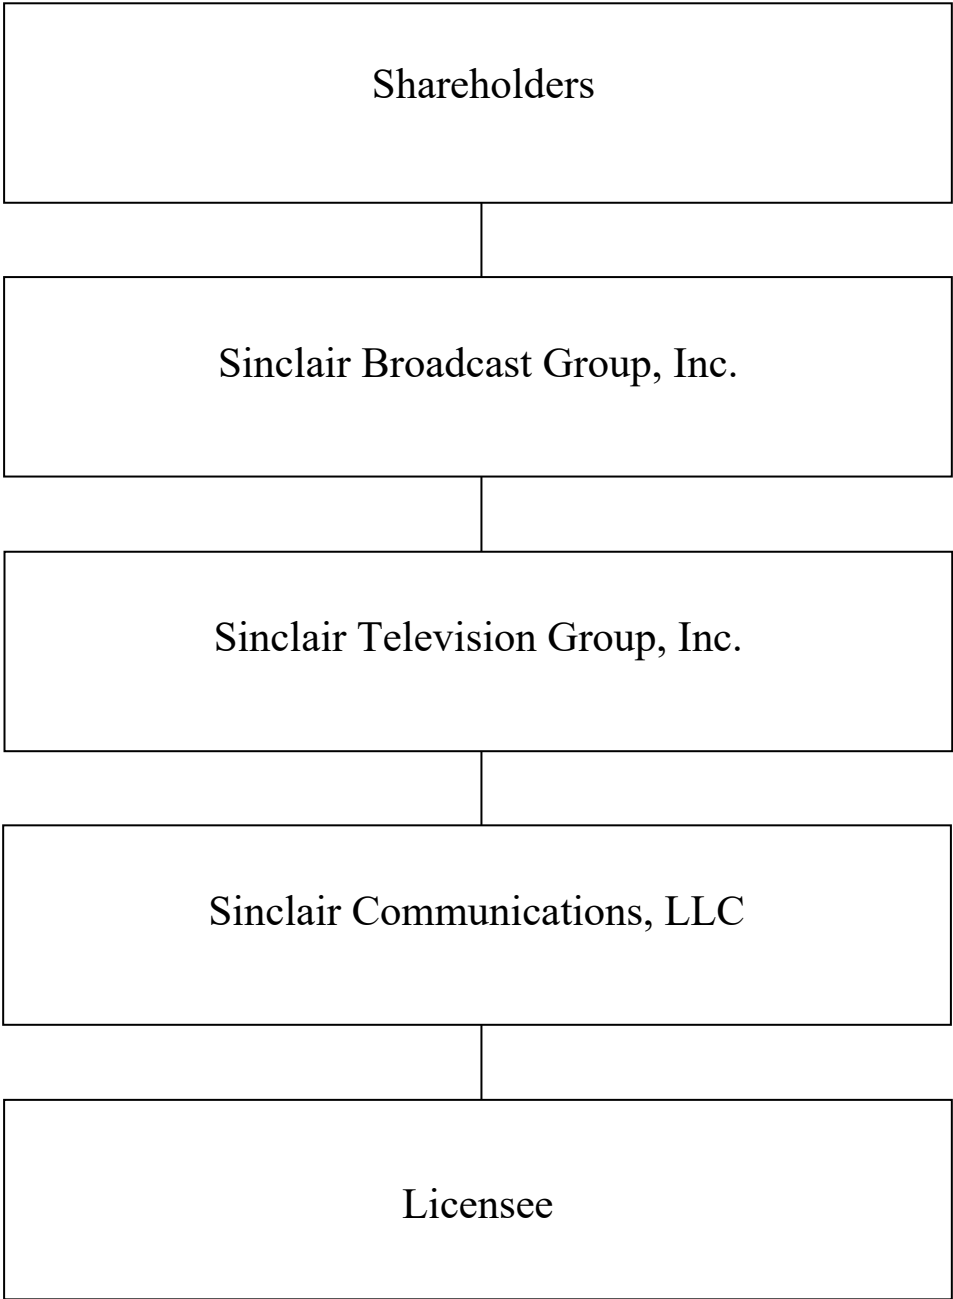 Shareholders
Sinclair Broadcast Group, Inc.
Sinclair Television Group, Inc.
Sinclair Communications, LLC
Licensee